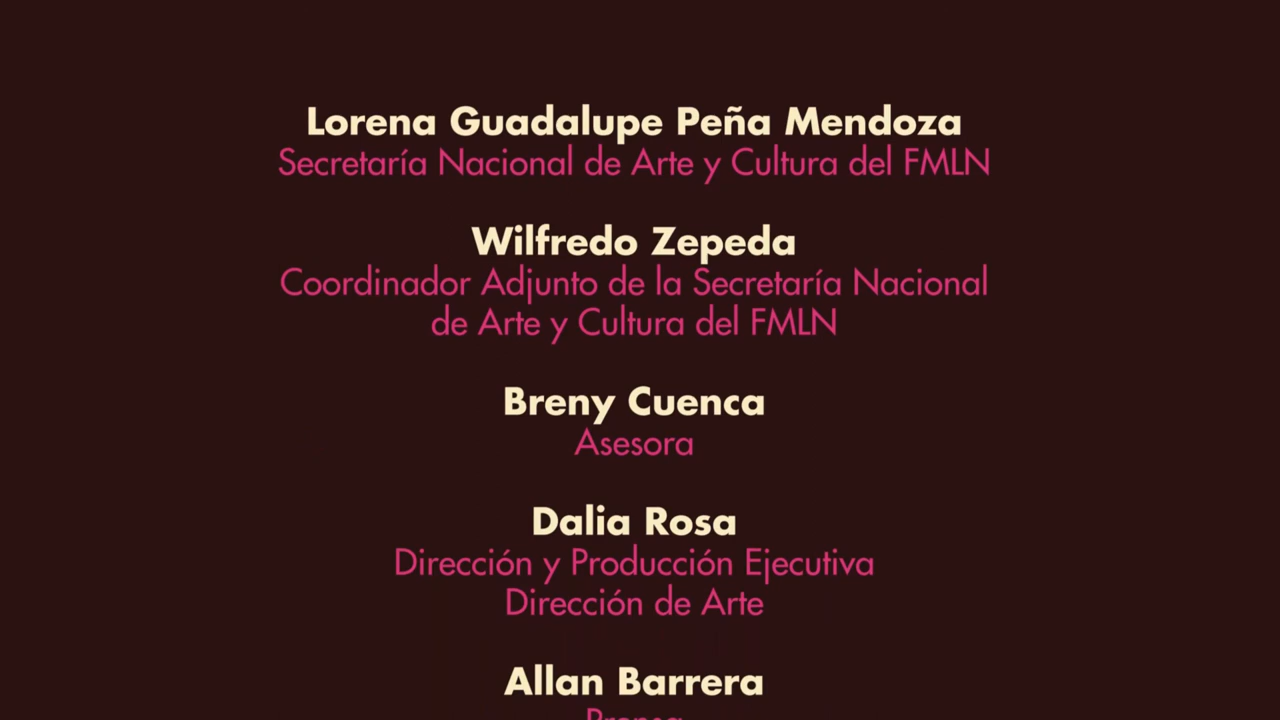 Lorena Guadalupe Peña Mendoza
Secretaría Nacional de Arte y Cultura del FMLN
Wilfredo Zepeda
Coordinador Adjunto de la Secretaría Nacional
de Arte y Cultura del FMLN
Breny Cuenca
Asesora
Dalia Rosa
Dirección y Producción Ejecutiva
Dirección de Arte
Allan Barrera
Prensa